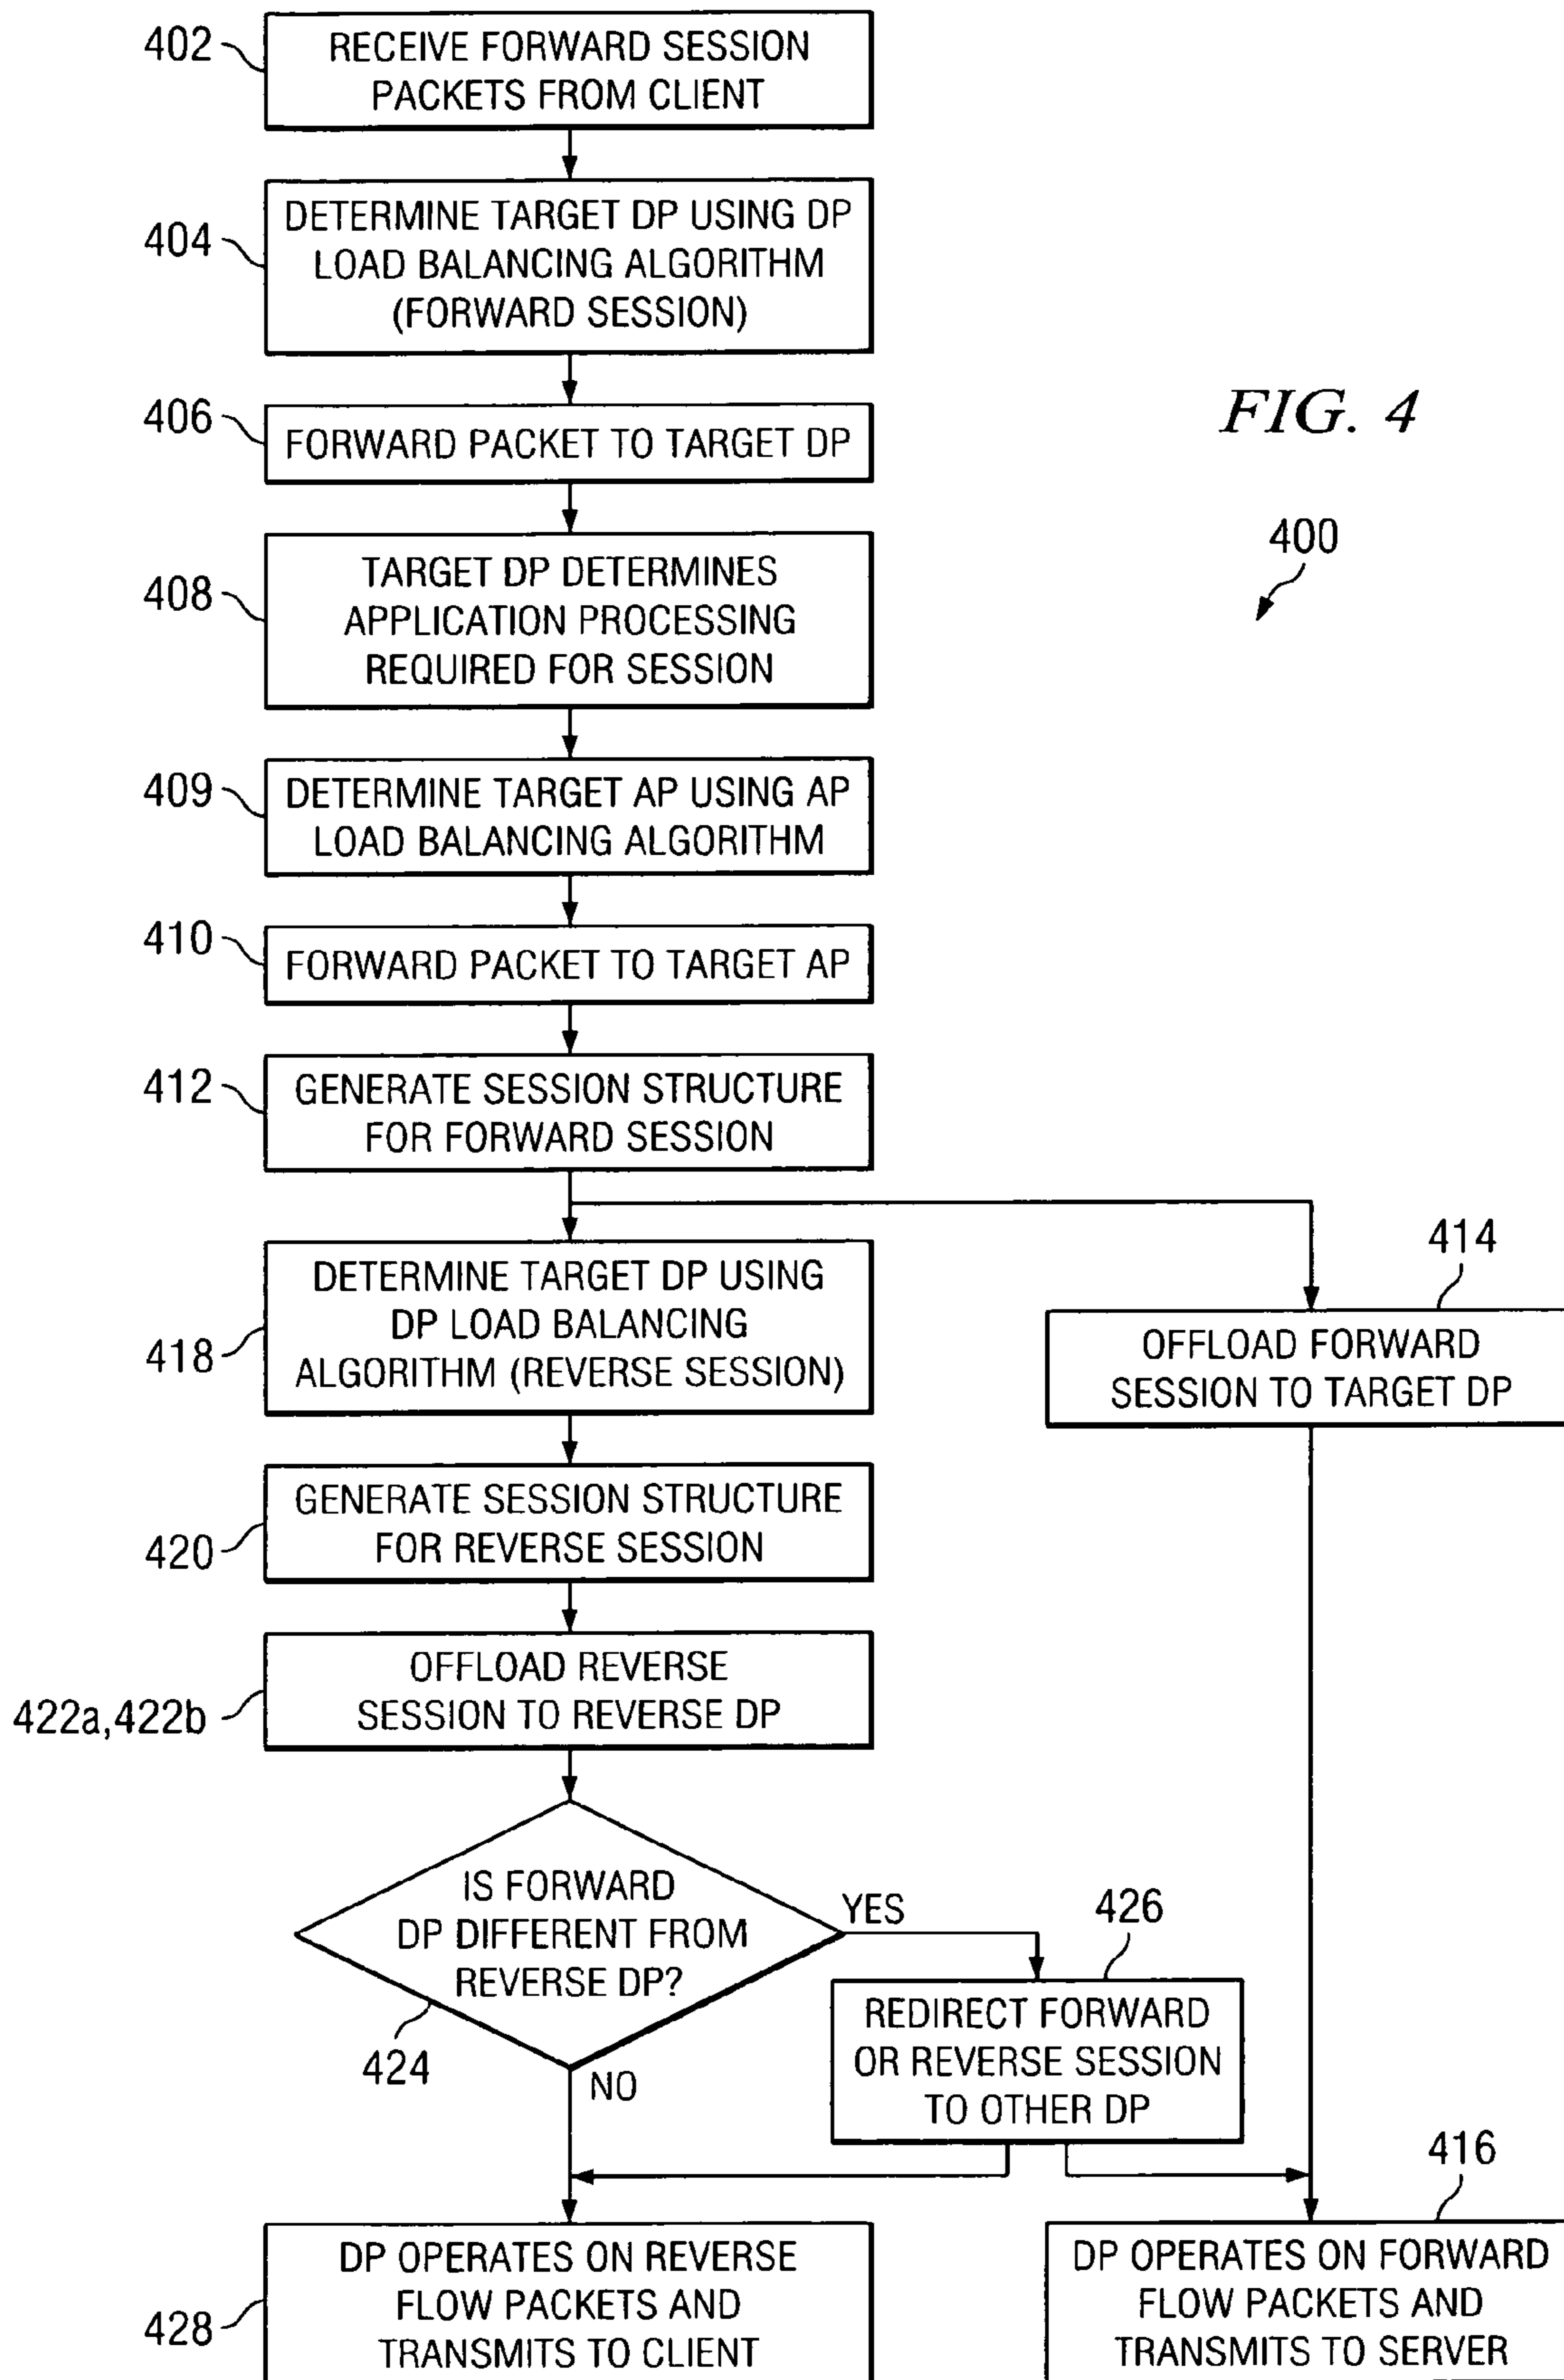 402
RECEIVE FORWARD SESSION
PACKETS FROM CLIENT
404
DETERMINE TARGET DP USING DP
LOAD BALANCING ALGORITHM
(FORWARD SESSION)
406
FORWARD PACKET TO TARGET DP
FIG. 4
400
408
TARGET DP DETERMINES
APPLICATION PROCESSING
REQUIRED FOR SESSION
409
DETERMINE TARGET AP USING AP
LOAD BALANCING ALGORITHM
410
FORWARD PACKET TO TARGET AP
412
GENERATE SESSION STRUCTURE
FOR FORWARD SESSION
414
OFFLOAD FORWARD
SESSION TO TARGET DP
418
DETERMINE TARGET DP USING
DP LOAD BALANCING
ALGORITHM (REVERSE SESSION)
420
GENERATE SESSION STRUCTURE
FOR REVERSE SESSION
422a,422b
OFFLOAD REVERSE
SESSION TO REVERSE DP
IS FORWARD
DP DIFFERENT FROM
REVERSE DP?
424
YES
NO
426
REDIRECT FORWARD
OR REVERSE SESSION
TO OTHER DP
428
DP OPERATES ON REVERSE
FLOW PACKETS AND
TRANSMITS TO CLIENT
416
DP OPERATES ON FORWARD
FLOW PACKETS AND
TRANSMITS TO SERVER